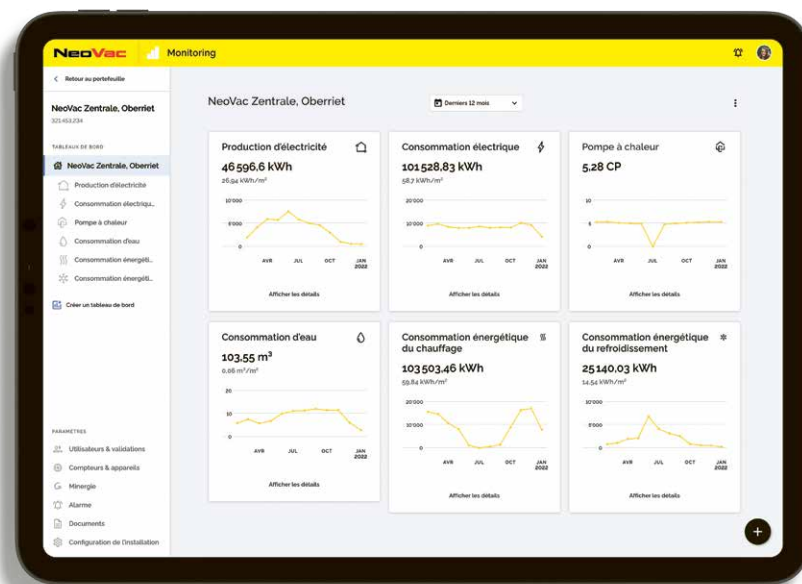 NeoVac
Monitoring
Retour au portefeuille
NeoVac Zentrale, Oberriet
321.453.234
TABLEAUX DE BORD
NeoVac Zentrale, Oberriet
Production d'électricité
Consommation électriqu...
Pompe à chaleur
Consommation d'eau
Consommation énergéti...
Consommation énergéti...
Créer un tableau de bord
PARAMÈTRES
Utilisateurs & validations
Compteurs & appareils
Minergie
Alarme
Documents
Configuration de l'installation
NeoVac Zentrale, Oberriet
Derniers 12 mois
Production d'électricité
46 596,6 kWh
26,94 kWh/m²
10'000
5'000
0
AVR JUL OCT JAN
2022
Afficher les détails
Consommation électrique
101 528,83 kWh
58,7 kWh/m²
20'000
10'000
0
AVR JUL OCT JAN
2022
Afficher les détails
Pompe à chaleur
5,28 CP
10
5
0
AVR JUL OCT JAN
2022
Afficher les détails
Consommation d'eau
103,55 m³
0,06 m³/m²
20
10
0
AVR JUL OCT JAN
2022
Afficher les détails
Consommation énergétique
du chauffage
103 503,46 kWh
59,84 kWh/m²
20'000
10'000
0
AVR JUL OCT JAN
2022
Afficher les détails
Consommation énergétique
du refroidissement
25 140,03 kWh
14,54 kWh/m²
10'000
5'000
0
AVR JUL OCT JAN
2022
Afficher les détails